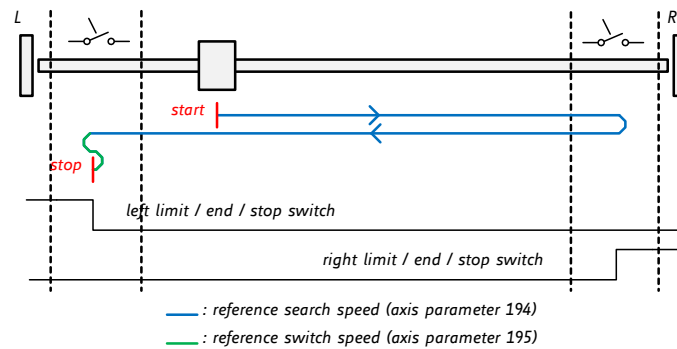 L
R
start
stop
left limit / end / stop switch
right limit / end / stop switch
: reference search speed (axis parameter 194)
: reference switch speed (axis parameter 195)